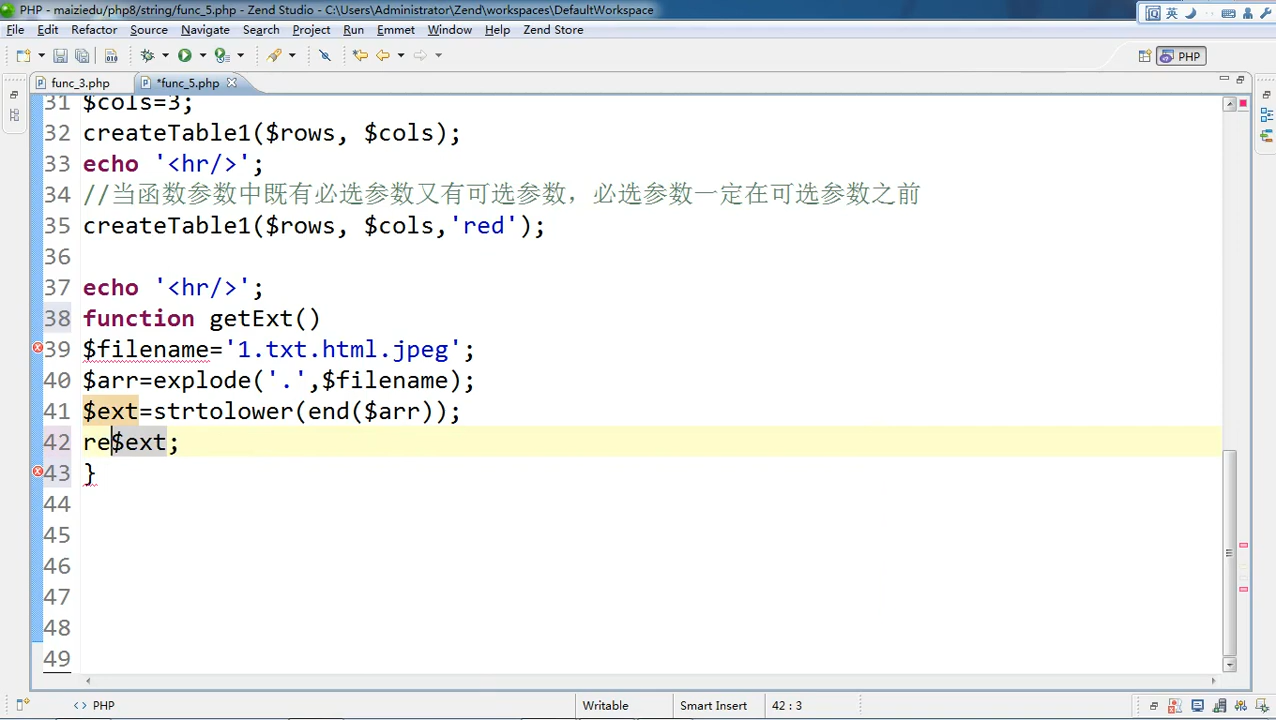 PHP - maiziedu/php8/string/func_5.php - Zend Studio - C:\Users\Administrator\Zend\workspaces\DefaultWorkspace
英
File Edit Refactor Source Navigate Search Project Run Emmet Window Help Zend Store
PHP
func_3.php *func_5.php
31 $cols=3;
32 createTable1($rows, $cols);
33 echo '<hr/>';
34 //当函数参数中既有必选参数又有可选参数，必选参数一定在可选参数之前
35 createTable1($rows, $cols,'red');
36
37 echo '<hr/>';
38 function getExt()
39 $filename='1.txt.html.jpeg';
40 $arr=explode('.',$filename);
41 $ext=strtolower(end($arr));
42 re$ext;
43 }
44
45
46
47
48
49
<> PHP Writable Smart Insert 42 : 3